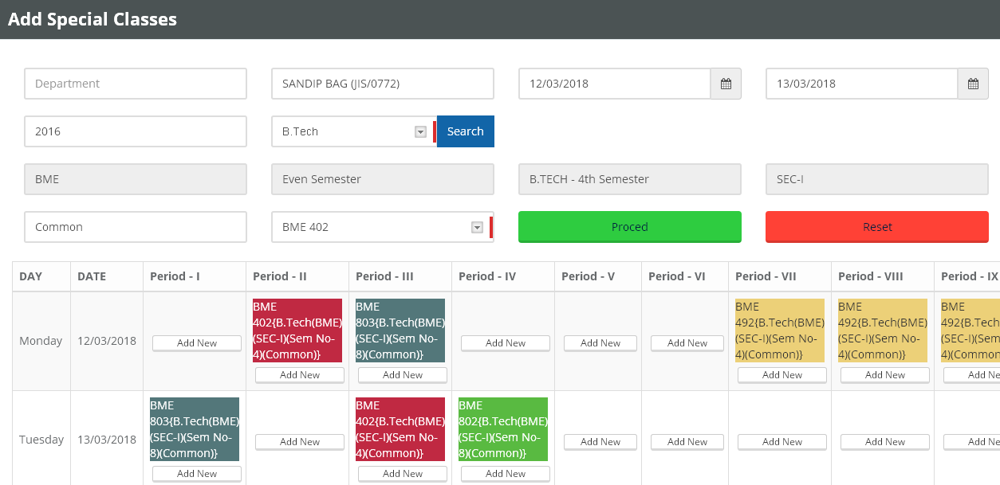 Add Special Classes
Department
SANDIP BAG (JIS/0772)
12/03/2018
13/03/2018
2016
B.Tech
Search
BME
Even Semester
B.TECH - 4th Semester
SEC-I
Common
BME 402
Proced
Reset
DAY DATE Period - I Period - II Period - III Period - IV Period - V Period - VI Period - VII Period - VIII Period - IX
Monday
12/03/2018
Add New
BME
402{B.Tech(BME)
(SEC-I)(Sem No-
4)(Common)}
Add New
BME
803{B.Tech(BME)
(SEC-I)(Sem No-
8)(Common)}
Add New
Add New
Add New
Add New
BME
492{B.Tech(BME)
(SEC-I)(Sem No-
4)(Common)}
Add New
BME
492{B.Tech(BME)
(SEC-I)(Sem No-
4)(Common)}
Add New
BME
492{B.Tech
(SEC-I)(Sem
4)(Common
Add Ne
Tuesday
13/03/2018
BME
803{B.Tech(BME)
(SEC-I)(Sem No-
8)(Common)}
Add New
Add New
BME
402{B.Tech(BME)
(SEC-I)(Sem No-
4)(Common)}
Add New
BME
802{B.Tech(BME)
(SEC-I)(Sem No-
8)(Common)}
Add New
Add New
Add New
Add New
Add New
Add Ne